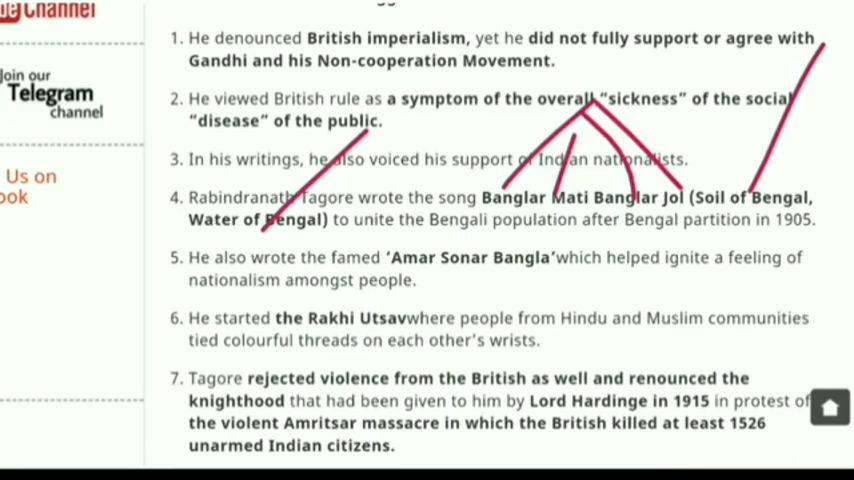 Channel
Join our
Telegram
channel
Us on
ook
1. He denounced British imperialism, yet he did not fully support or agree with
Gandhi and his Non-cooperation Movement.
2. He viewed British rule as a symptom of the overall “sickness” of the social
“disease” of the public.
3. In his writings, he also voiced his support of Indian nationalists.
4. Rabindranath Tagore wrote the song Banglar Mati Banglar Jol (Soil of Bengal,
Water of Bengal) to unite the Bengali population after Bengal partition in 1905.
5. He also wrote the famed ‘Amar Sonar Bangla’which helped ignite a feeling of
nationalism amongst people.
6. He started the Rakhi Utsavwhere people from Hindu and Muslim communities
tied colourful threads on each other’s wrists.
7. Tagore rejected violence from the British as well and renounced the
knighthood that had been given to him by Lord Hardinge in 1915 in protest of
the violent Amritsar massacre in which the British killed at least 1526
unarmed Indian citizens.